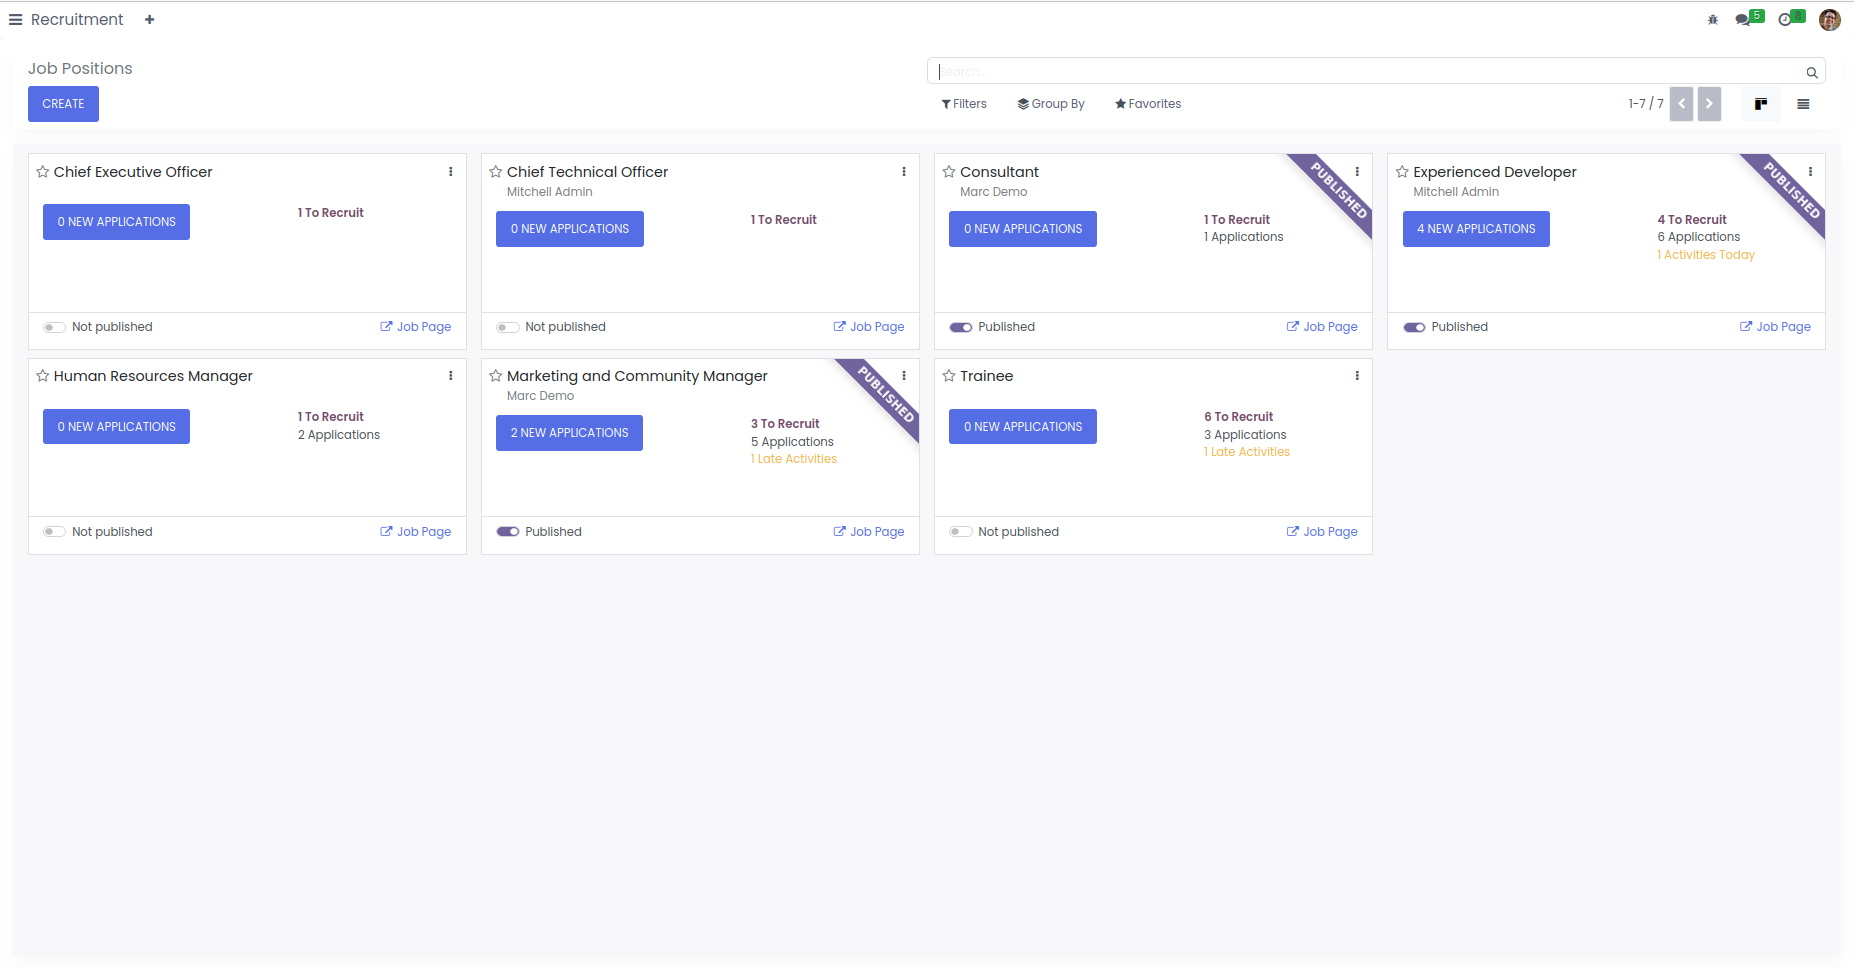 Recruitment
5
8
Job Positions
Search...
CREATE
Filters
Group By
Favorites
1-7 / 7
Chief Executive Officer
0 NEW APPLICATIONS
1 To Recruit
Not published
Job Page
Chief Technical Officer
Mitchell Admin
0 NEW APPLICATIONS
1 To Recruit
Not published
Job Page
Consultant
Marc Demo
PUBLISHED
0 NEW APPLICATIONS
1 To Recruit
1 Applications
Published
Job Page
Experienced Developer
Mitchell Admin
PUBLISHED
4 NEW APPLICATIONS
4 To Recruit
6 Applications
1 Activities Today
Published
Job Page
Human Resources Manager
0 NEW APPLICATIONS
1 To Recruit
2 Applications
Not published
Job Page
Marketing and Community Manager
Marc Demo
PUBLISHED
2 NEW APPLICATIONS
3 To Recruit
5 Applications
1 Late Activities
Published
Job Page
Trainee
0 NEW APPLICATIONS
6 To Recruit
3 Applications
1 Late Activities
Not published
Job Page